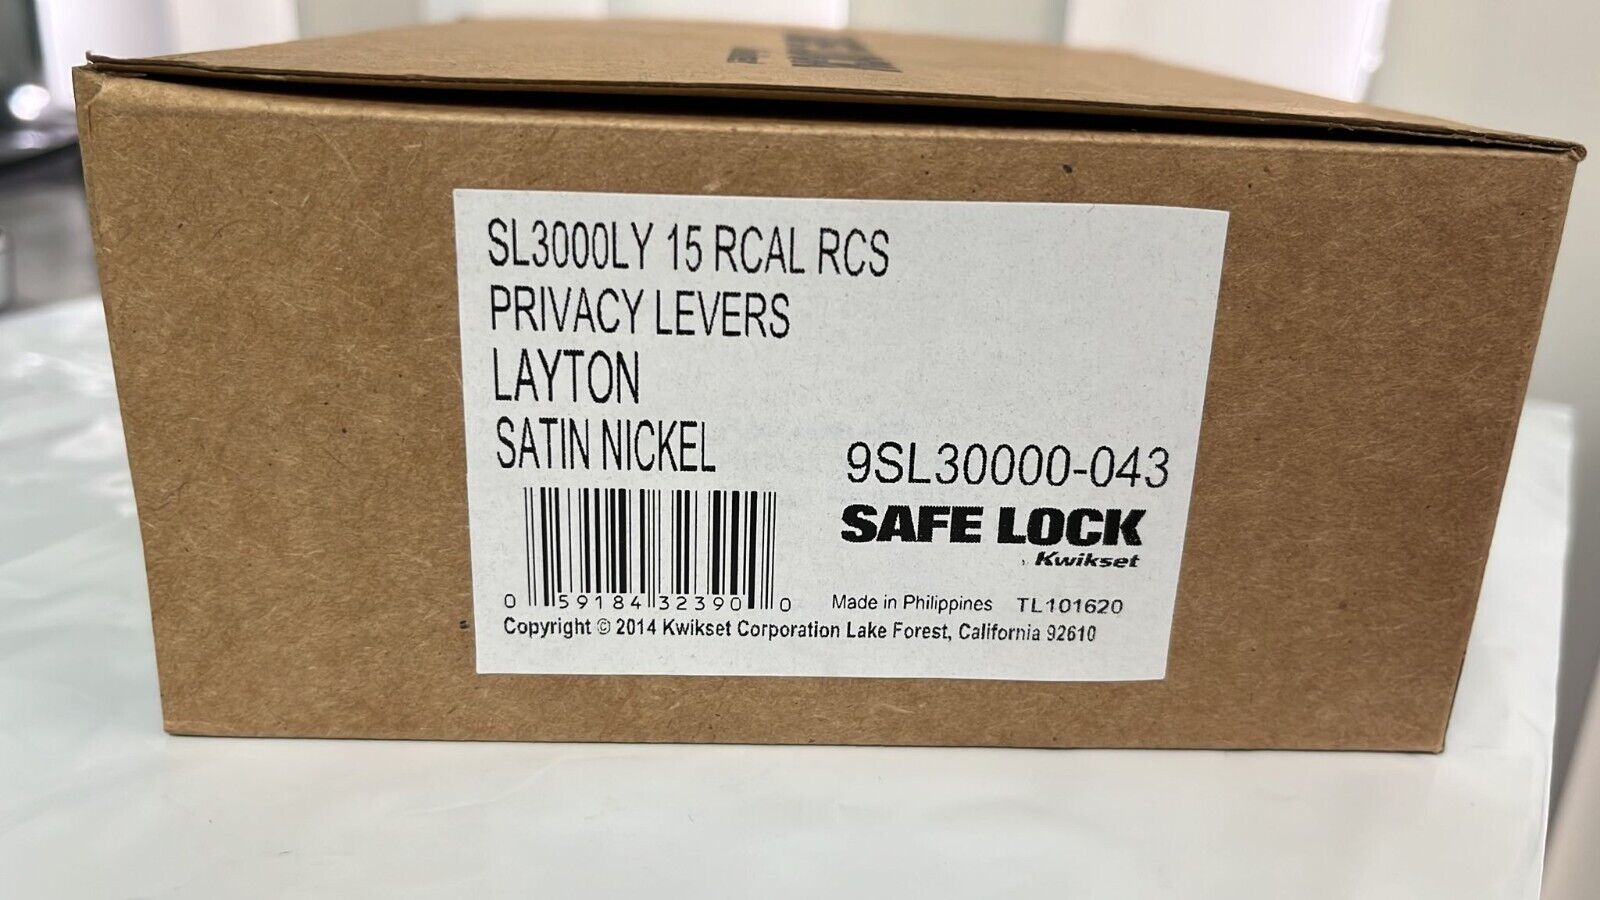 SL3000LY 15 RCAL RCS
PRIVACY LEVERS
LAYTON
SATIN NICKEL
9SL30000-043
SAFE LOCK
Kwikset
0 59184 32390 0
Made in Philippines TL101620
Copyright © 2014 Kwikset Corporation Lake Forest, California 92610